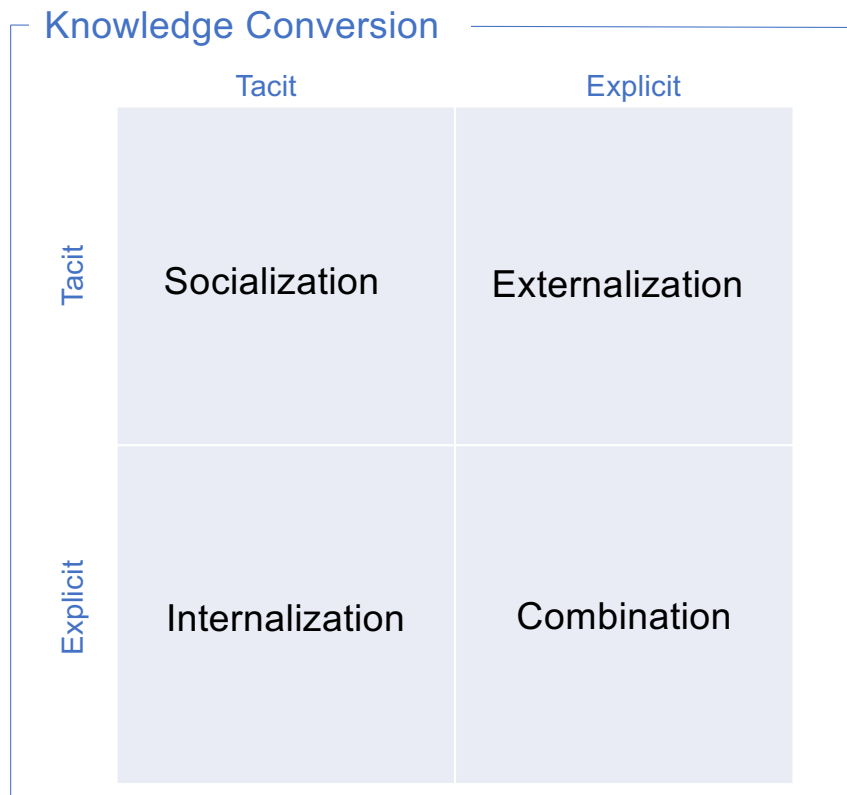 Knowledge Conversion
Tacit Explicit
Tacit
Socialization Externalization
Explicit
Internalization Combination